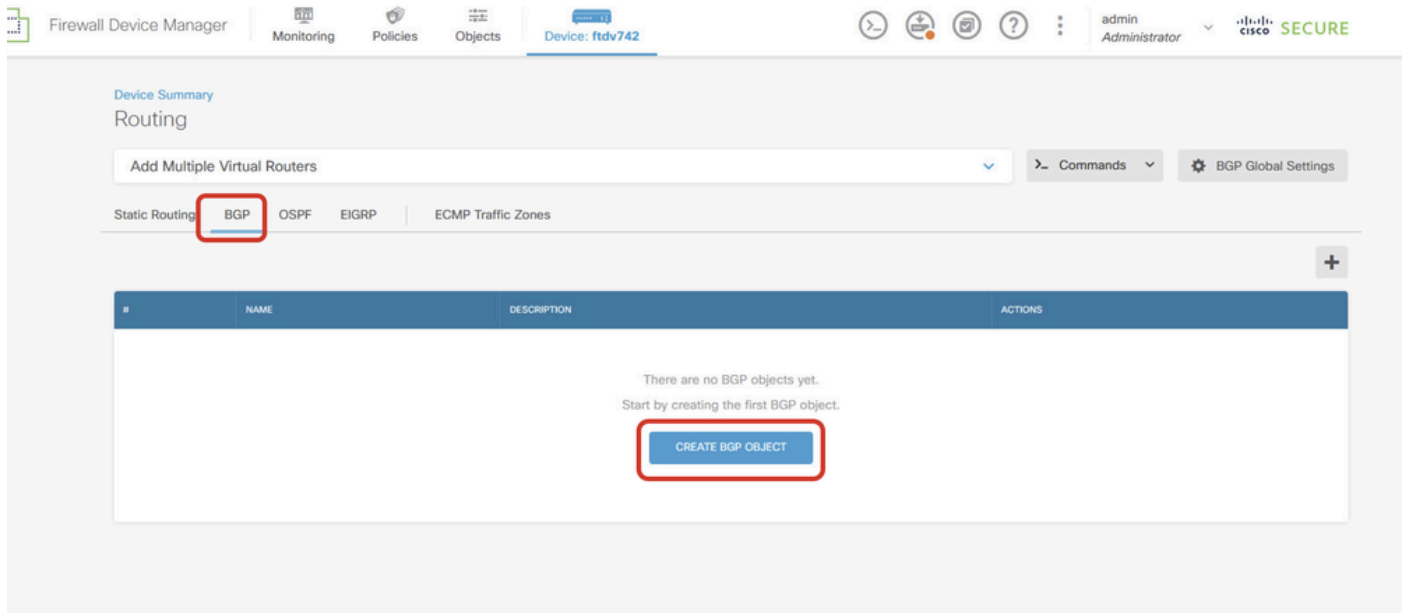 Firewall Device Manager
Monitoring
Policies
Objects
Device: ftdv742
admin
Administrator
cisco SECURE
Device Summary
Routing
Add Multiple Virtual Routers
>_ Commands
BGP Global Settings
Static Routing BGP OSPF EIGRP ECMP Traffic Zones
# NAME DESCRIPTION ACTIONS
There are no BGP objects yet.
Start by creating the first BGP object.
CREATE BGP OBJECT